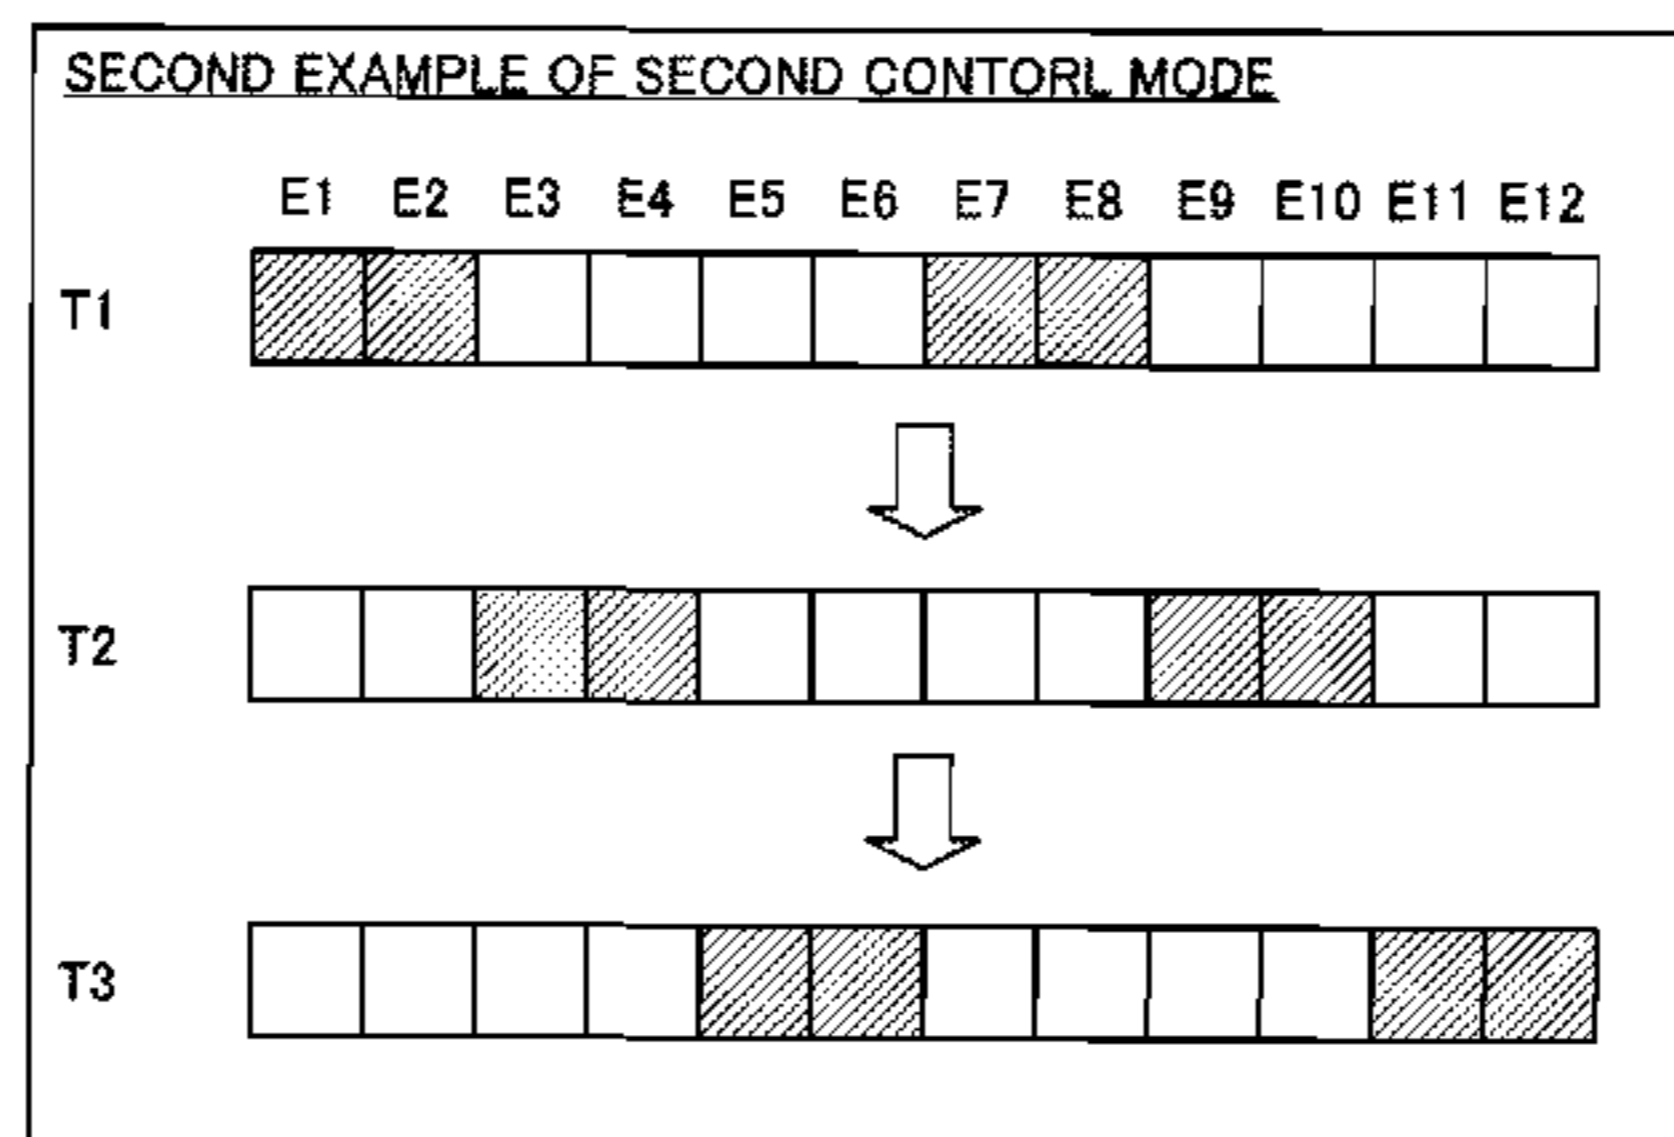 SECOND EXAMPLE OF SECOND CONTORL MODE
E1 E2 E3 E4 E5 E6 E7 E8 E9 E10 E11 E12
T1
T2
T3